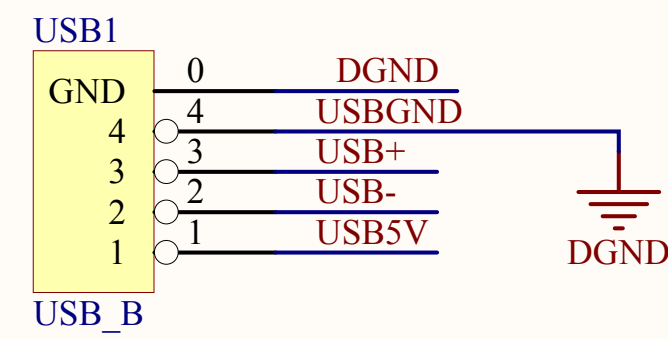 USB1
GND 0 DGND
4 4 USBGND
3 3 USB+
2 2 USB-
1 1 USB5V
DGND
USB_B